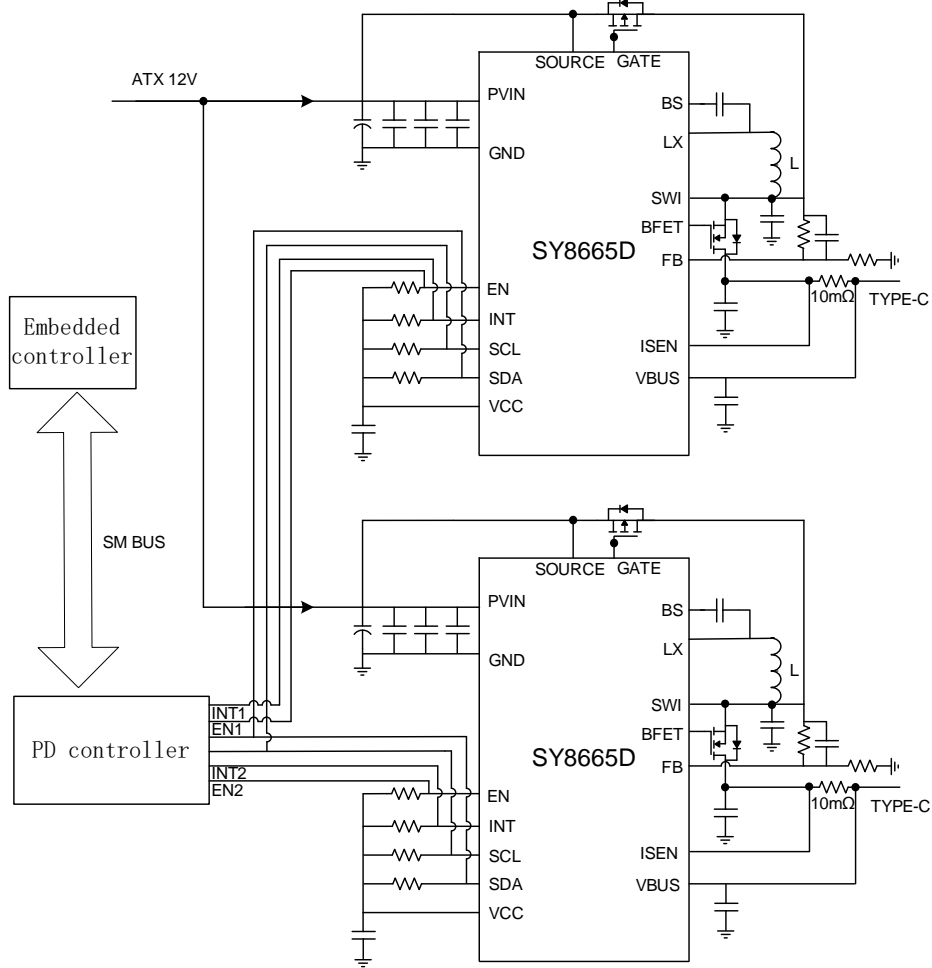 SOURCE GATE
ATX 12V
PVIN
BS
GND
LX
L
SWI
BFET
SY8665D
FB
EN
10mΩ
TYPE-C
INT
Embedded
controller
ISEN
SCL
SDA
VBUS
VCC
SM BUS
SOURCE GATE
PVIN
BS
GND
LX
L
SWI
INT1
EN1
BFET
PD controller
SY8665D
FB
INT2
EN2
EN
10mΩ
TYPE-C
INT
ISEN
SCL
SDA
VBUS
VCC